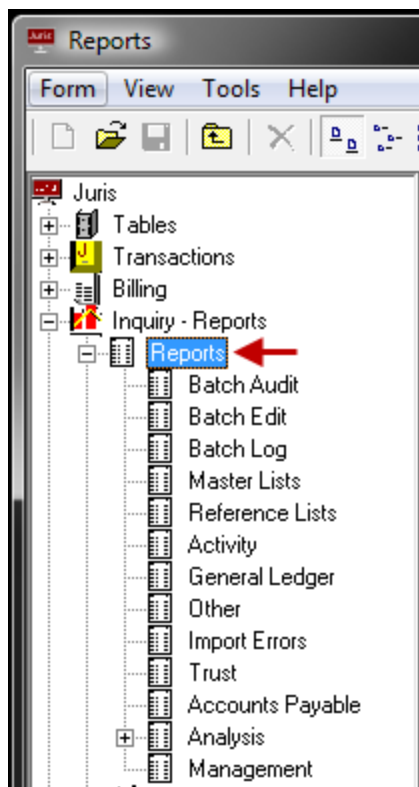 Reports
Form View Tools Help
Juris
Tables
Transactions
Billing
Inquiry - Reports
Reports
Batch Audit
Batch Edit
Batch Log
Master Lists
Reference Lists
Activity
General Ledger
Other
Import Errors
Trust
Accounts Payable
Analysis
Management